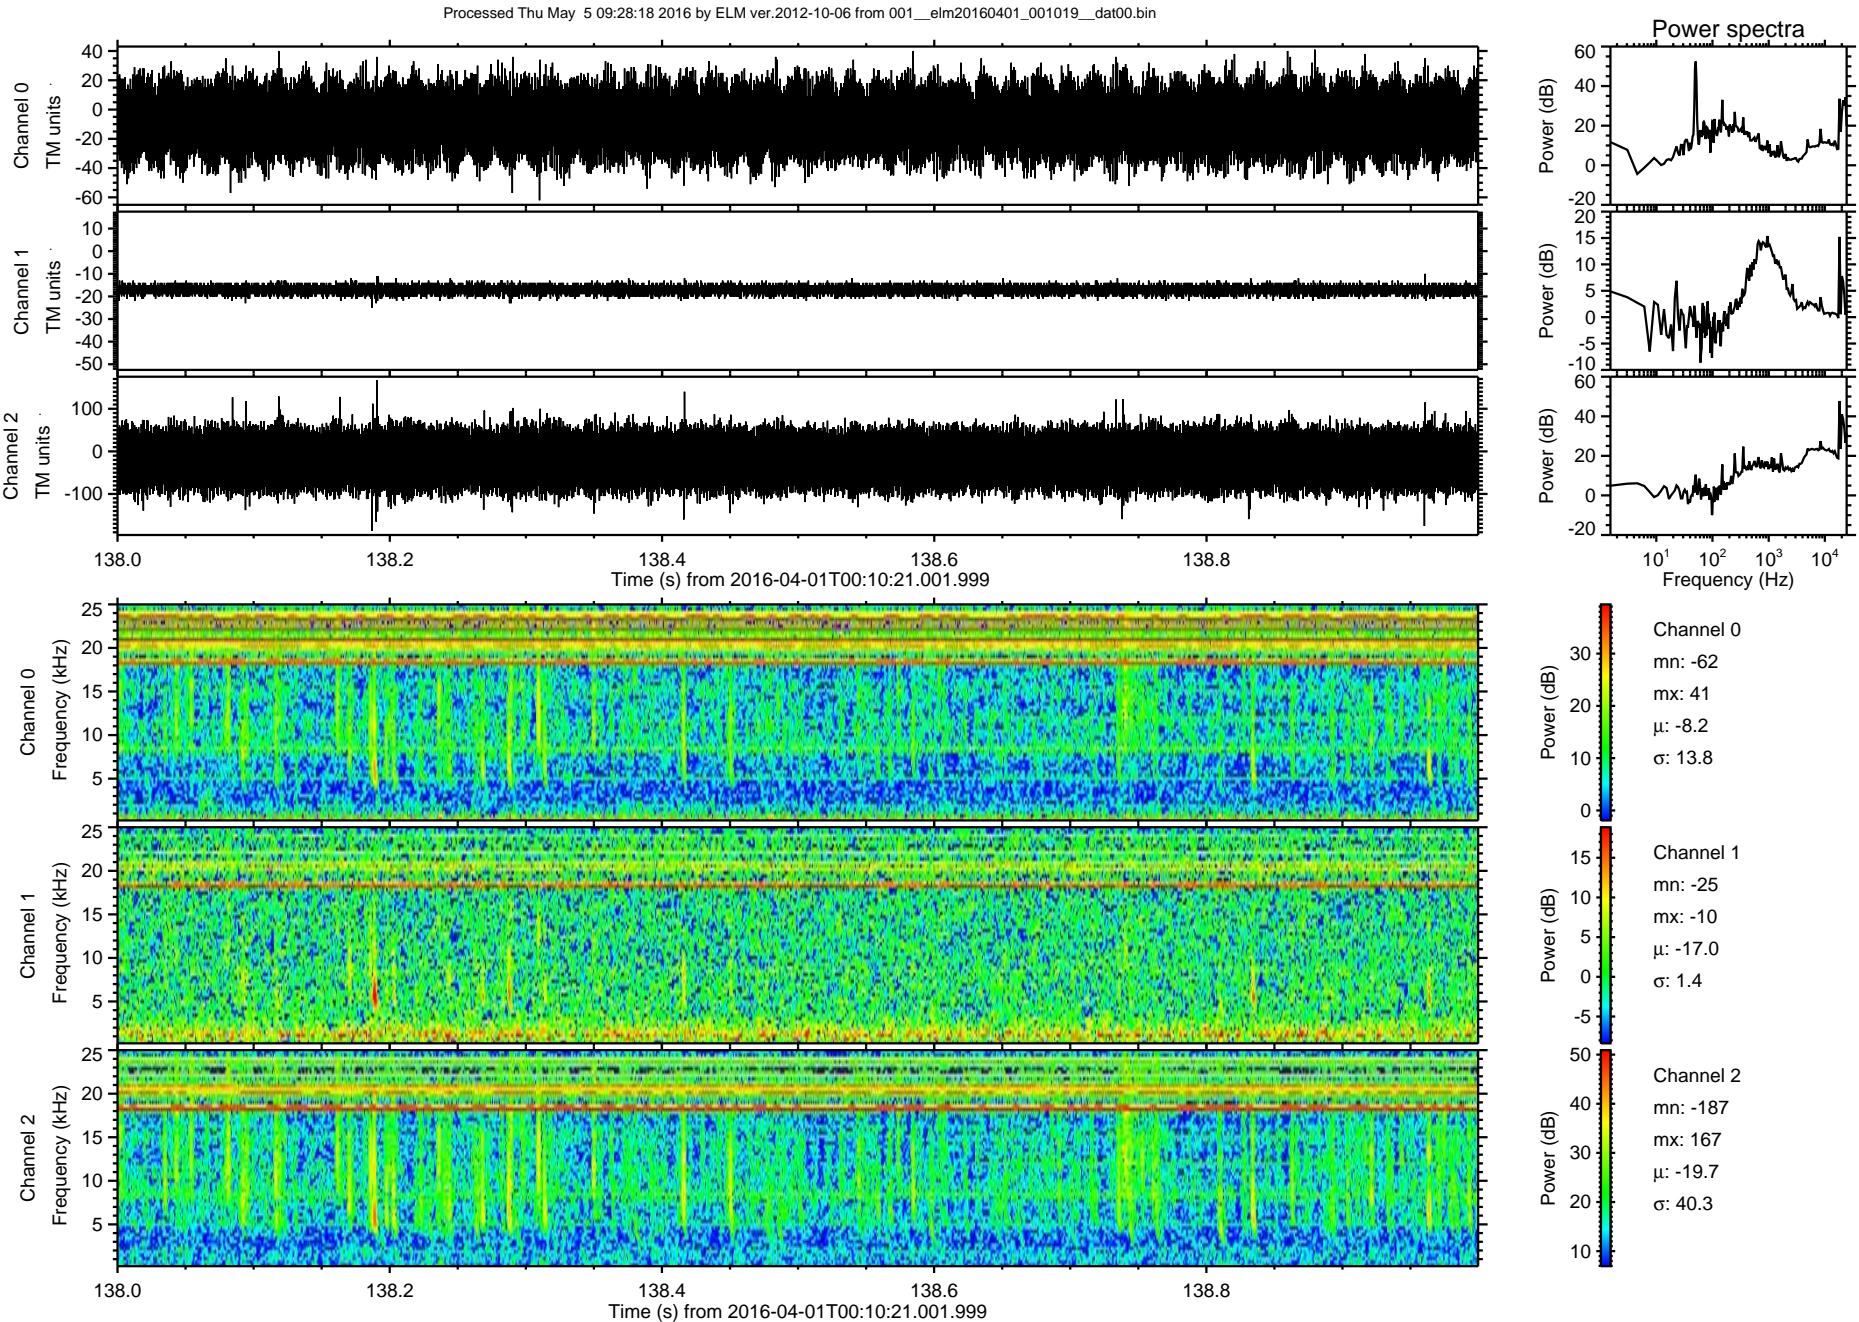 Processed Thu May  5 09:28:18 2016 by ELM ver.2012-10-06 from 001__elm20160401_001019__dat00.bin
Power spectra
Channel 0
TM units
40
20
0
-20
-40
-60
Power (dB)
60
40
20
0
-20
Channel 1
TM units
10
0
-10
-20
-30
-40
-50
Power (dB)
20
15
10
5
0
-5
-10
Channel 2
TM units
100
0
-100
Power (dB)
60
40
20
0
-20
138.0 138.2 138.4 138.6 138.8
Time (s) from 2016-04-01T00:10:21.001.999
10^1 10^2 10^3 10^4
Frequency (Hz)
Channel 0
Frequency (kHz)
25
20
15
10
5
Power (dB)
30
20
10
0
Channel 0
mn: -62
mx: 41
μ: -8.2
σ: 13.8
Channel 1
Frequency (kHz)
25
20
15
10
5
Power (dB)
15
10
5
0
-5
Channel 1
mn: -25
mx: -10
μ: -17.0
σ: 1.4
Channel 2
Frequency (kHz)
25
20
15
10
5
Power (dB)
50
40
30
20
10
Channel 2
mn: -187
mx: 167
μ: -19.7
σ: 40.3
138.0 138.2 138.4 138.6 138.8
Time (s) from 2016-04-01T00:10:21.001.999